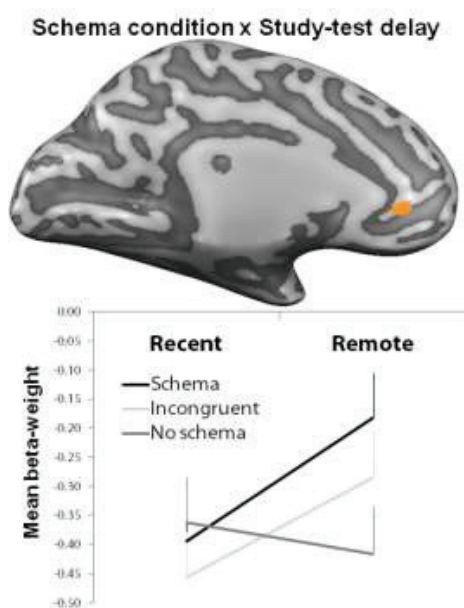 Schema condition x Study-test delay
0.00
-0.05
Recent Remote
-0.10
Schema
-0.15
Incongruent
-0.20
No schema
-0.25
-0.30
-0.35
-0.40
-0.45
-0.50
Mean beta-weight